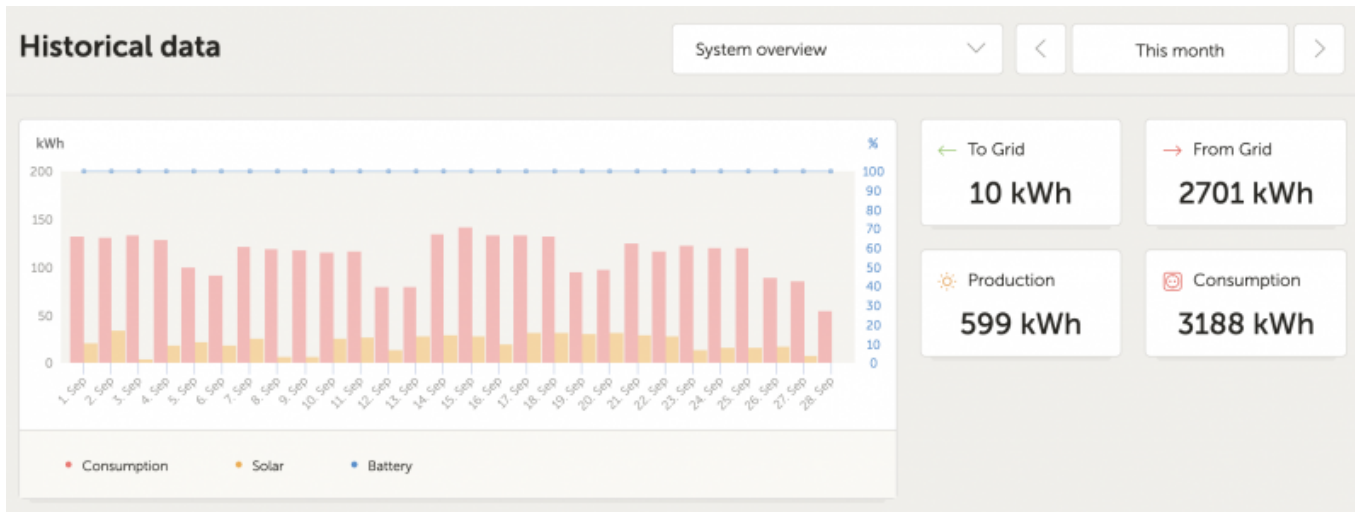 Historical data
System overview
This month
kWh
%
200
150
100
50
0
100
90
80
70
60
50
40
30
20
10
0
1. Sep
2. Sep
3. Sep
4. Sep
5. Sep
6. Sep
7. Sep
8. Sep
9. Sep
10. Sep
11. Sep
12. Sep
13. Sep
14. Sep
15. Sep
16. Sep
17. Sep
18. Sep
19. Sep
20. Sep
21. Sep
22. Sep
23. Sep
24. Sep
25. Sep
26. Sep
27. Sep
28. Sep
Consumption
Solar
Battery
To Grid
10 kWh
From Grid
2701 kWh
Production
599 kWh
Consumption
3188 kWh